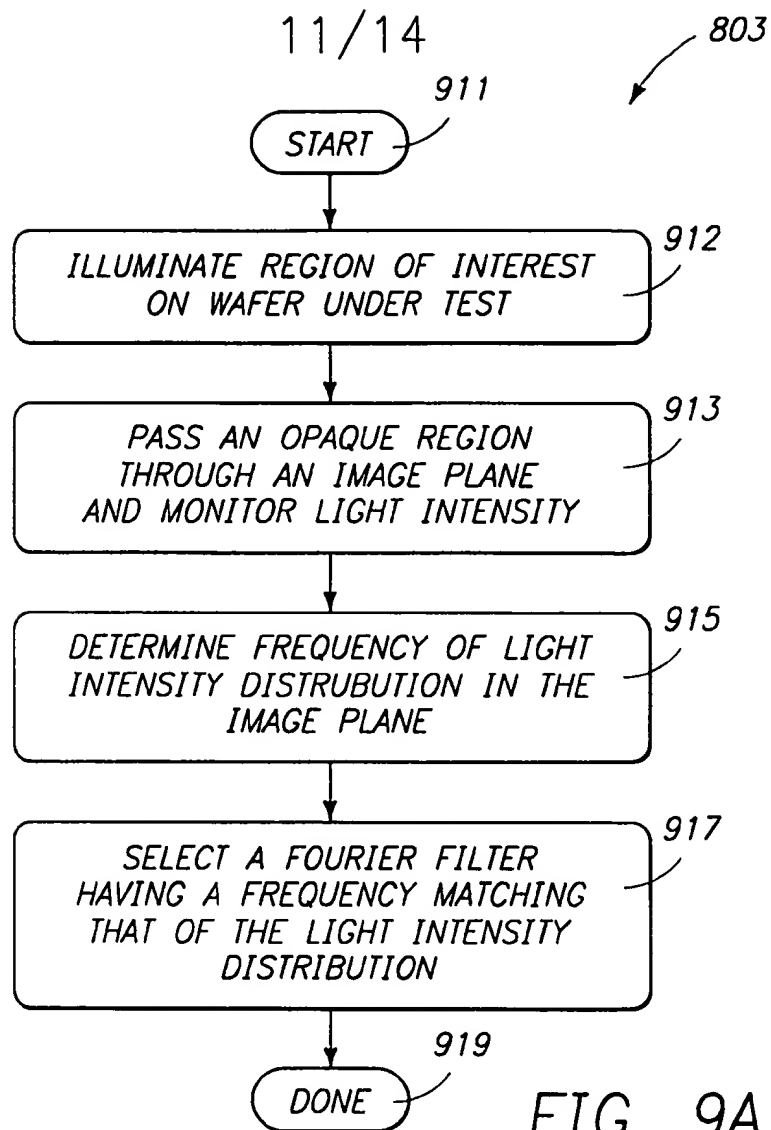 11/14
803
911
START
912
ILLUMINATE REGION OF INTEREST
ON WAFER UNDER TEST
913
PASS AN OPAQUE REGION
THROUGH AN IMAGE PLANE
AND MONITOR LIGHT INTENSITY
915
DETERMINE FREQUENCY OF LIGHT
INTENSITY DISTRUBUTION IN THE
IMAGE PLANE
917
SELECT A FOURIER FILTER
HAVING A FREQUENCY MATCHING
THAT OF THE LIGHT INTENSITY
DISTRIBUTION
919
DONE
FIG. 9A